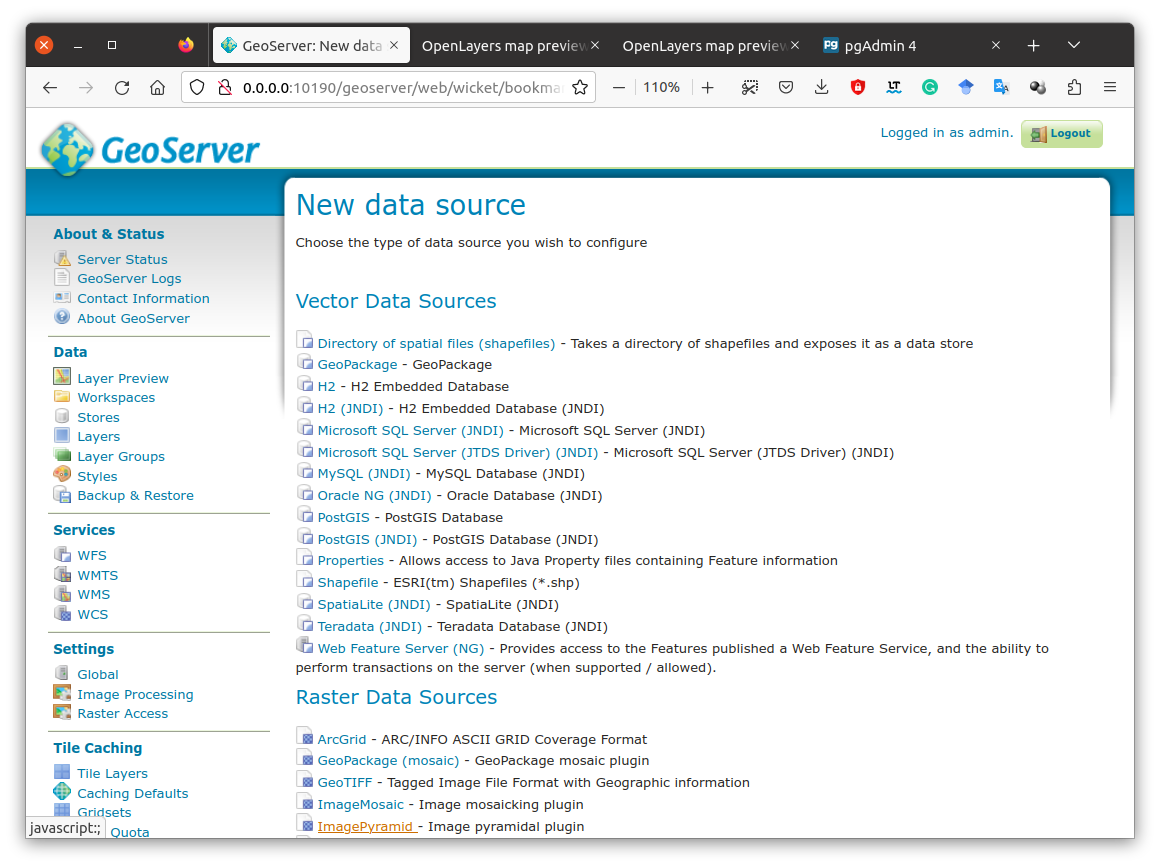 GeoServer: New data
OpenLayers map preview
OpenLayers map preview
pgAdmin 4
0.0.0.0:10190/geoserver/web/wicket/bookma
110%
GeoServer
Logged in as admin.
Logout
New data source
Choose the type of data source you wish to configure
About & Status
Server Status
GeoServer Logs
Contact Information
About GeoServer
Data
Layer Preview
Workspaces
Stores
Layers
Layer Groups
Styles
Backup & Restore
Services
WFS
WMTS
WMS
WCS
Settings
Global
Image Processing
Raster Access
Tile Caching
Tile Layers
Caching Defaults
Gridsets
Quota
javascript:;
Vector Data Sources
Directory of spatial files (shapefiles) - Takes a directory of shapefiles and exposes it as a data store
GeoPackage - GeoPackage
H2 - H2 Embedded Database
H2 (JNDI) - H2 Embedded Database (JNDI)
Microsoft SQL Server (JNDI) - Microsoft SQL Server (JNDI)
Microsoft SQL Server (JTDS Driver) (JNDI) - Microsoft SQL Server (JTDS Driver) (JNDI)
MySQL (JNDI) - MySQL Database (JNDI)
Oracle NG (JNDI) - Oracle Database (JNDI)
PostGIS - PostGIS Database
PostGIS (JNDI) - PostGIS Database (JNDI)
Properties - Allows access to Java Property files containing Feature information
Shapefile - ESRI(tm) Shapefiles (*.shp)
SpatiaLite (JNDI) - SpatiaLite (JNDI)
Teradata (JNDI) - Teradata Database (JNDI)
Web Feature Server (NG) - Provides access to the Features published a Web Feature Service, and the ability to
perform transactions on the server (when supported / allowed).
Raster Data Sources
ArcGrid - ARC/INFO ASCII GRID Coverage Format
GeoPackage (mosaic) - GeoPackage mosaic plugin
GeoTIFF - Tagged Image File Format with Geographic information
ImageMosaic - Image mosaicking plugin
ImagePyramid - Image pyramidal plugin